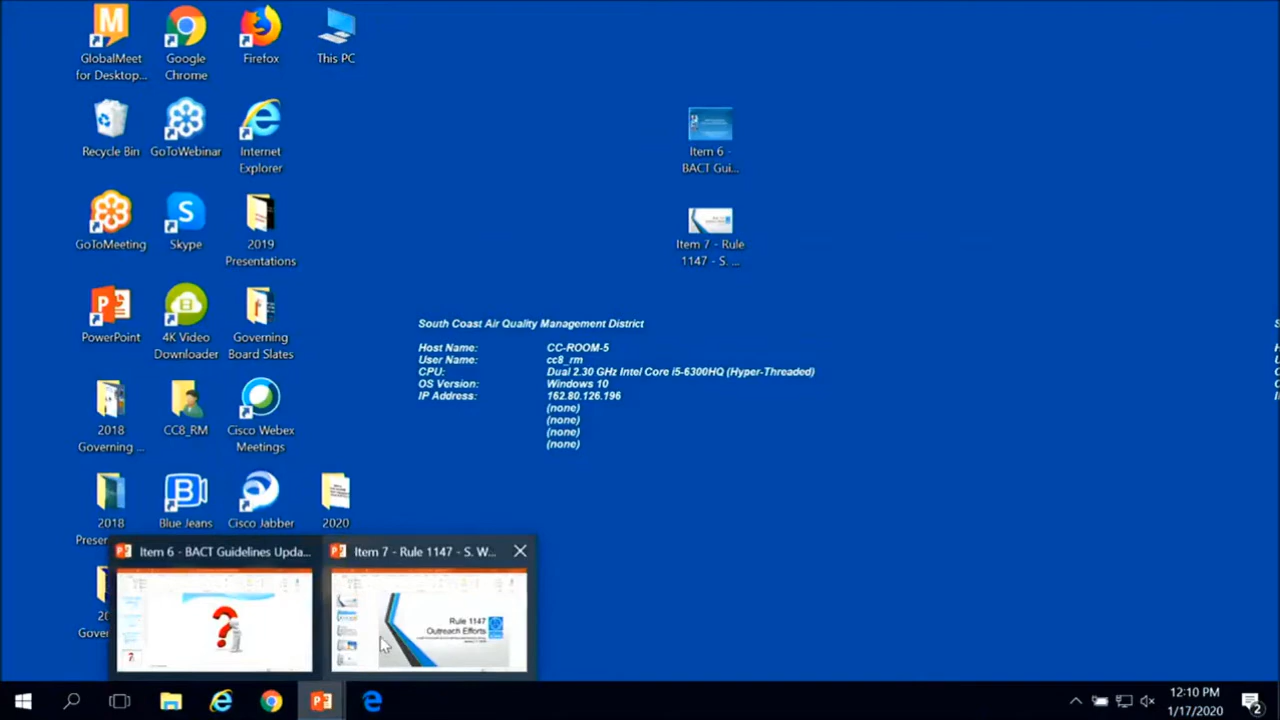 GlobalMeet
for Desktop...
Google
Chrome
Firefox
This PC
Recycle Bin
GoToWebinar
Internet
Explorer
GoToMeeting
Skype
2019
Presentations
PowerPoint
4K Video
Downloader
Governing
Board Slates
2018
Governing ...
CC8_RM
Cisco Webex
Meetings
2018
Presen
Blue Jeans
Cisco Jabber
2020
20
Gover
Item 6 -
BACT Gui...
Item 7 - Rule
1147 - S. ...
South Coast Air Quality Management District
Host Name: CC-ROOM-5
User Name: cc8_rm
CPU: Dual 2.30 GHz Intel Core i5-6300HQ (Hyper-Threaded)
OS Version: Windows 10
IP Address: 162.80.126.196
(none)
(none)
(none)
(none)
Item 6 - BACT Guidelines Upda...
Item 7 - Rule 1147 - S. W...
Rule 1147
Outreach Efforts
12:10 PM
1/17/2020
2